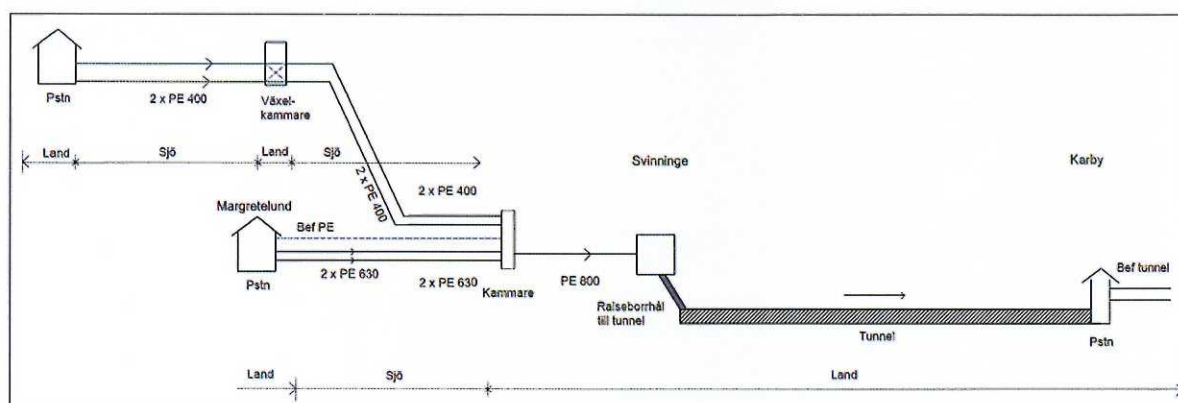 Pstn
2 x PE 400
Växel-
kammare
Land
Sjö
Land
Sjö
2 x PE 400
2 x PE 400
Svinninge
Karby
Margretelund
Bef PE
2 x PE 630
2 x PE 630
Pstn
Kammare
PE 800
Raiseborrhål
till tunnel
Tunnel
Bef tunnel
Pstn
Land
Sjö
Land